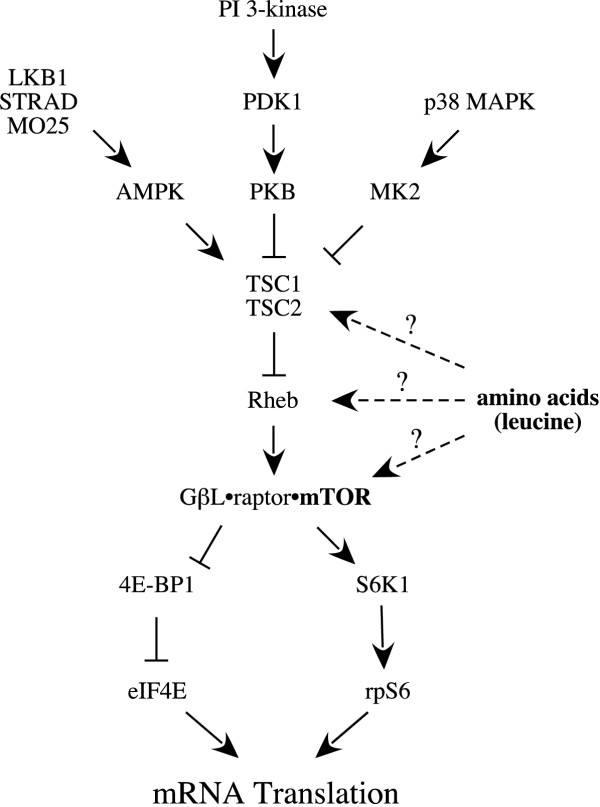 PI 3-kinase
LKB1
STRAD
MO25
PDK1
p38 MAPK
AMPK
PKB
MK2
TSC1
TSC2
?
?
Rheb
amino acids
(leucine)
?
GβL•raptor•mTOR
4E-BP1
S6K1
eIF4E
rpS6
mRNA Translation